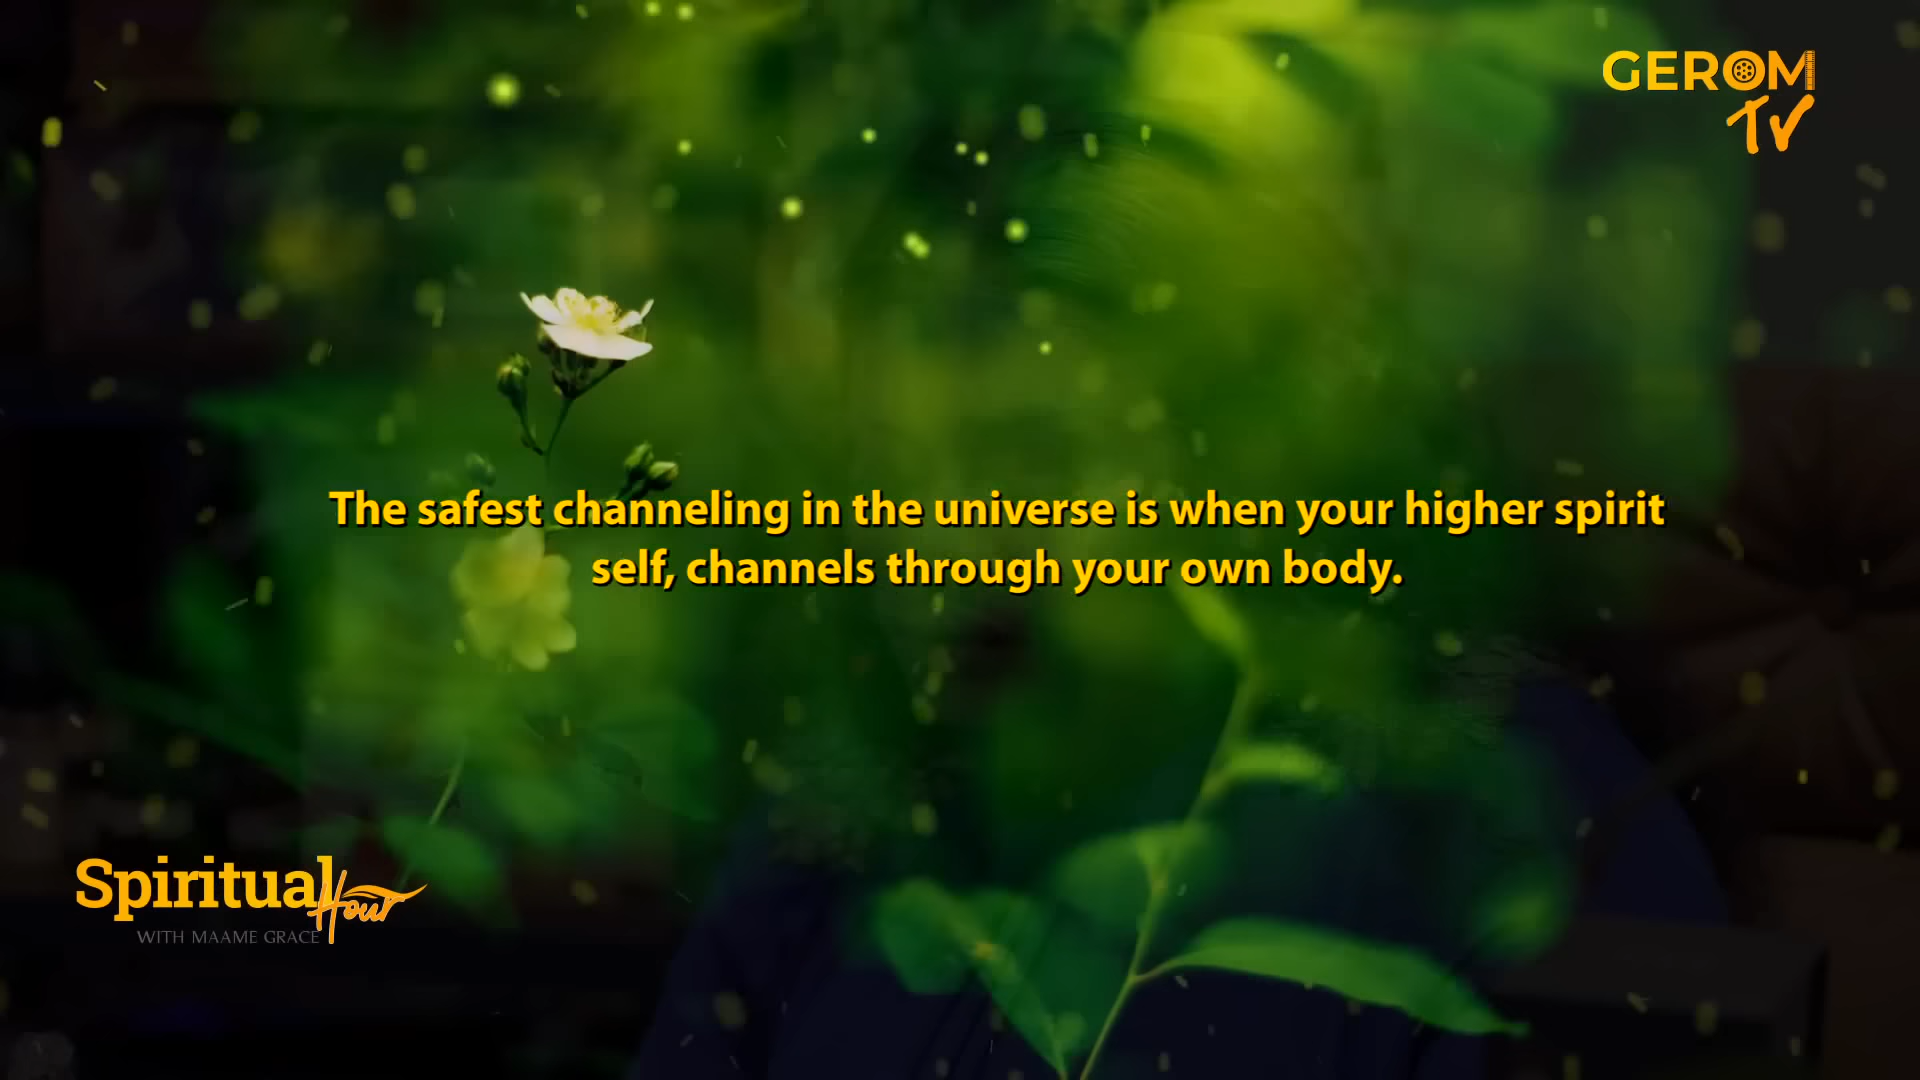 GEROM
TV
The safest channeling in the universe is when your higher spirit
self, channels through your own body.
Spiritual
Hour
WITH MAAME GRACE